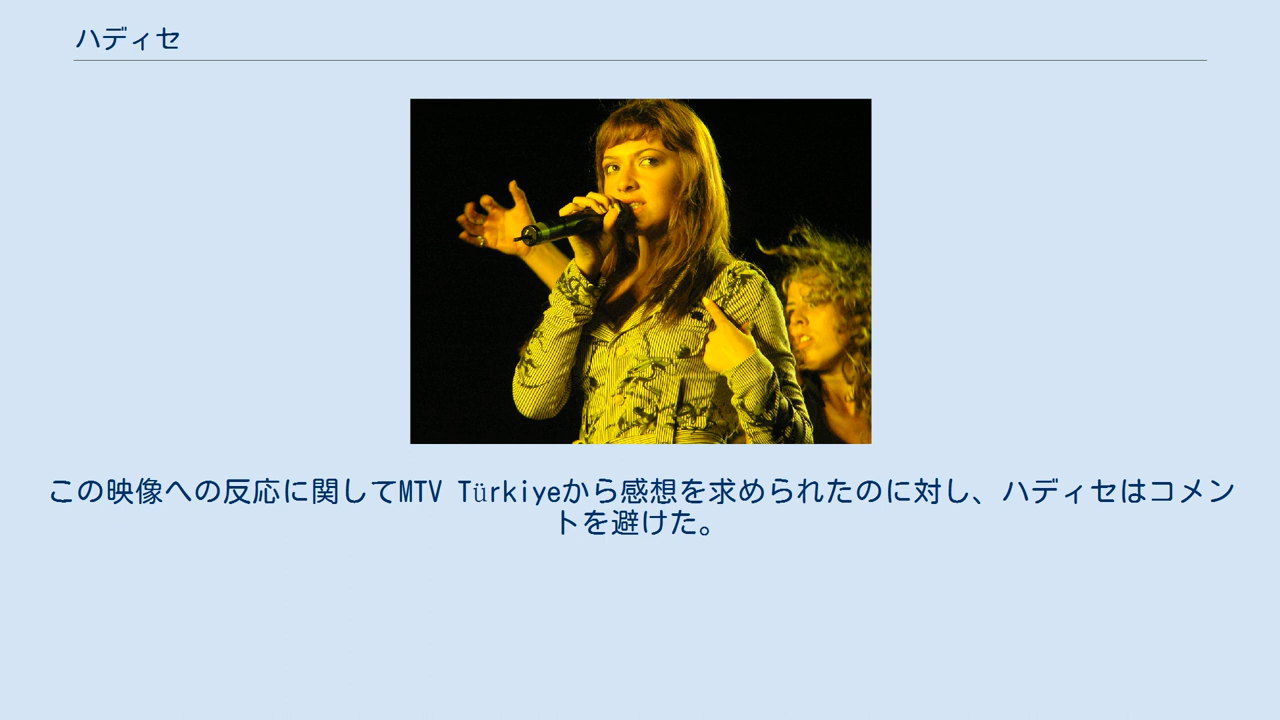 ハディセ
この映像への反応に関してMTV Türkiyeから感想を求められたのに対し、ハディセはコメン
トを避けた。